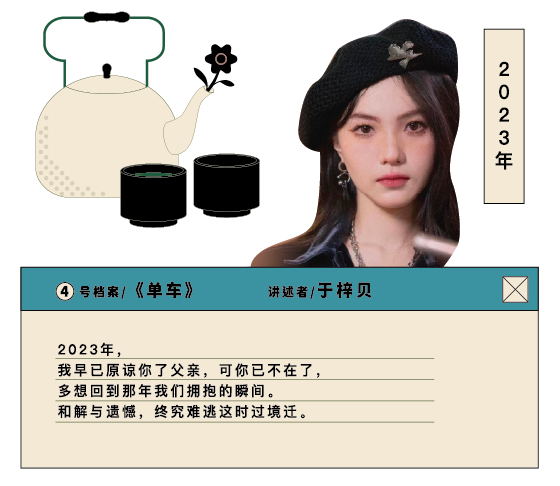 2023年
④号档案/《单车》
讲述者/于梓贝
2023年，
我早已原谅你了父亲，可你已不在了，
多想回到那年我们拥抱的瞬间。
和解与遗憾，终究难逃这时过境迁。